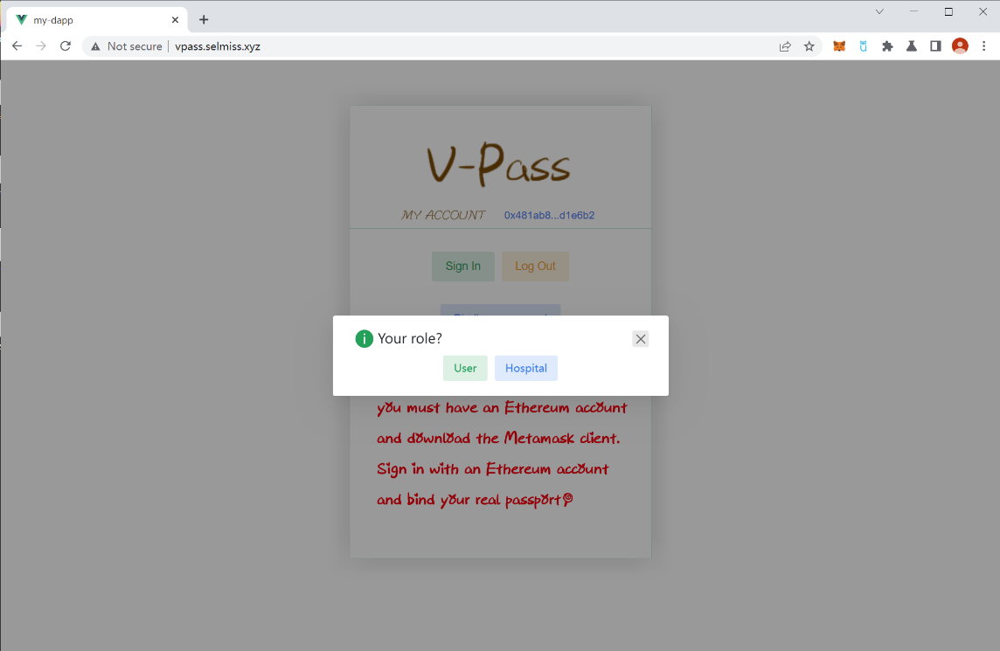 my-dapp
Not secure
vpass.selmiss.xyz
V-Pass
MY ACCOUNT 0x481ab8...d1e6b2
Sign In Log Out
Your role?
User Hospital
you must have an Ethereum account
and download the Metamask client.
Sign in with an Ethereum account
and bind your real passport